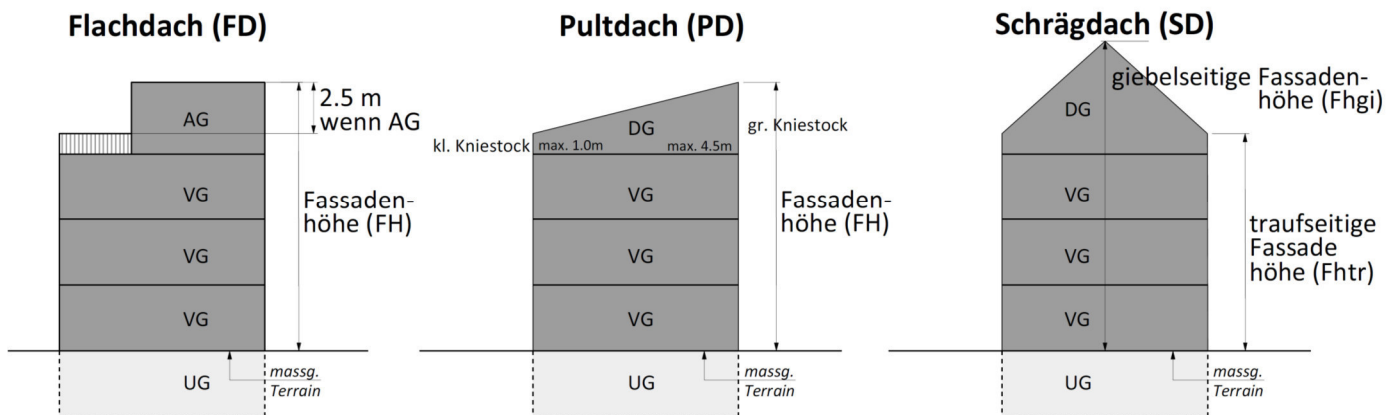 Flachdach (FD)
2.5 m
wenn AG
AG
VG
VG
VG
Fassaden-
höhe (FH)
massg.
Terrain
UG
Pultdach (PD)
DG
kl. Kniestock
max. 1.0m
max. 4.5m
gr. Kniestock
VG
VG
VG
Fassaden-
höhe (FH)
massg.
Terrain
UG
Schrägdach (SD)
giebelseitige Fassaden-
höhe (Fhgi)
DG
VG
VG
VG
traufseitige
Fassade
höhe (Fhtr)
massg.
Terrain
UG